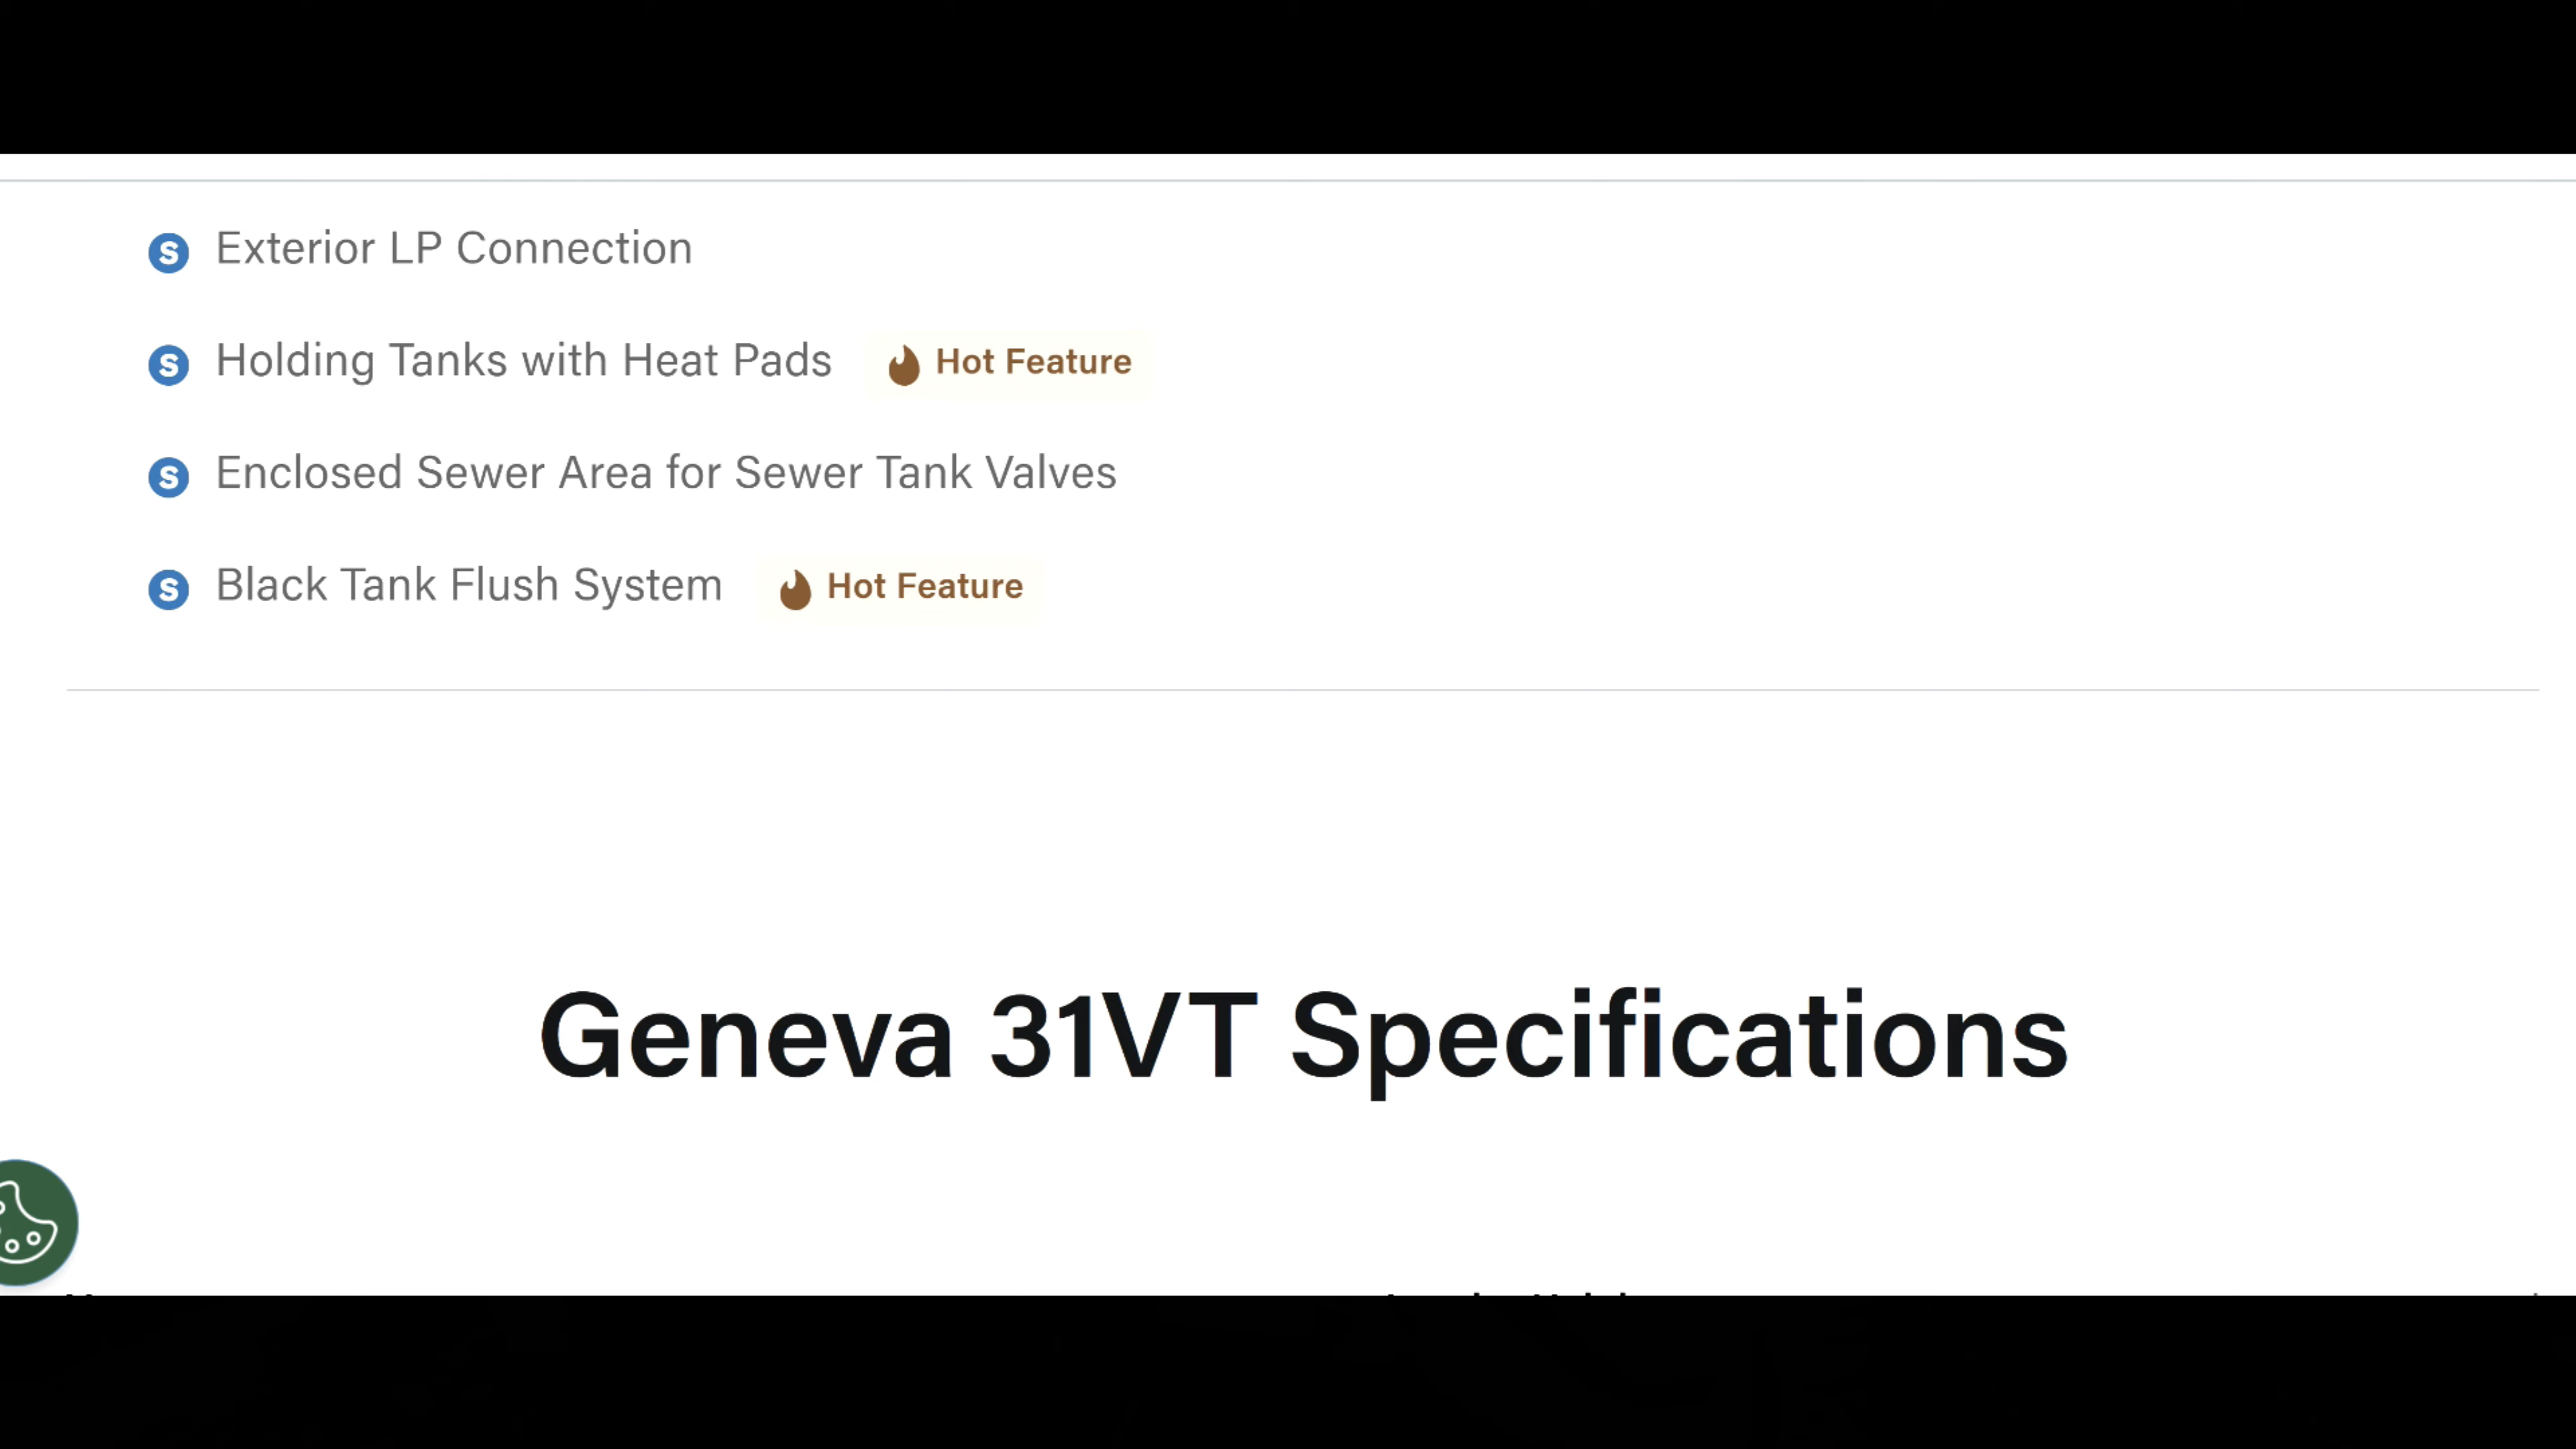 S Exterior LP Connection
S Holding Tanks with Heat Pads Hot Feature
S Enclosed Sewer Area for Sewer Tank Valves
S Black Tank Flush System Hot Feature
Geneva 31VT Specifications